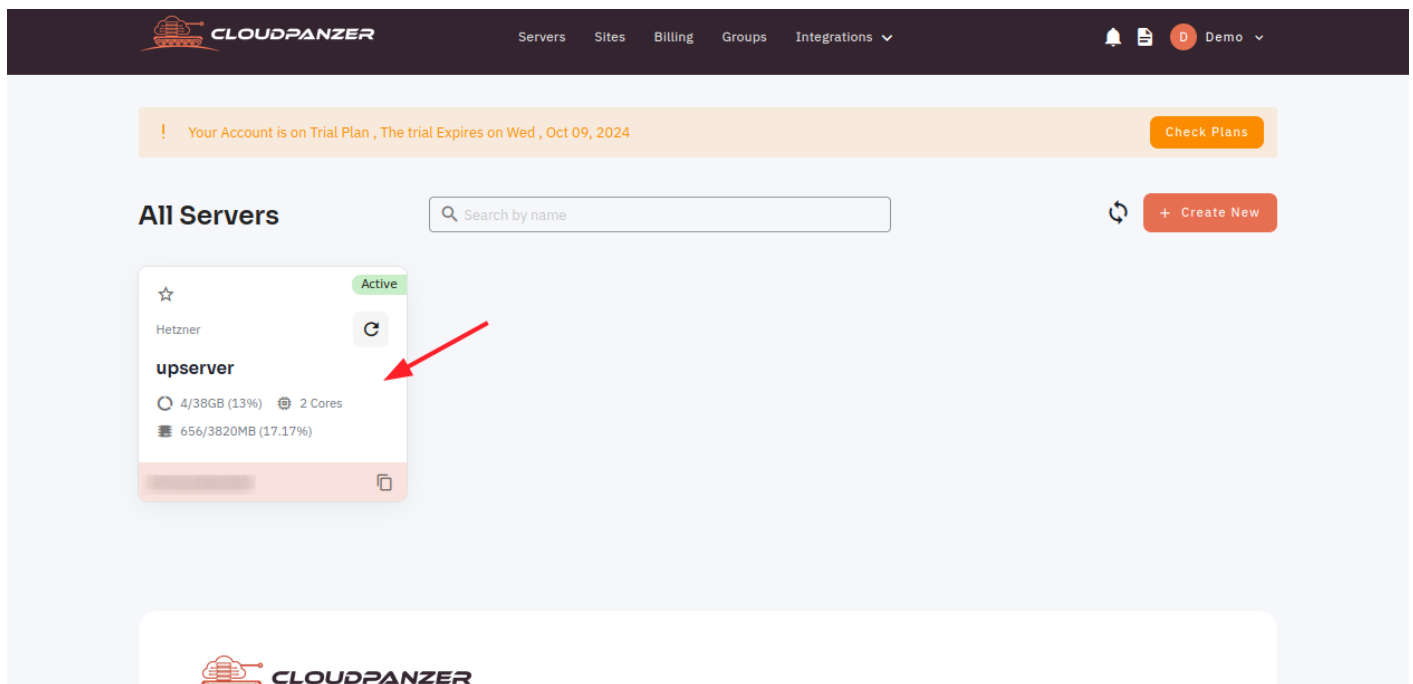 CLOUDPANZER
Servers Sites Billing Groups Integrations
D Demo
! Your Account is on Trial Plan , The trial Expires on Wed , Oct 09, 2024
Check Plans
All Servers
Search by name
+ Create New
Active
Hetzner
upserver
4/38GB (13%) 2 Cores
656/3820MB (17.17%)
CLOUDPANZER